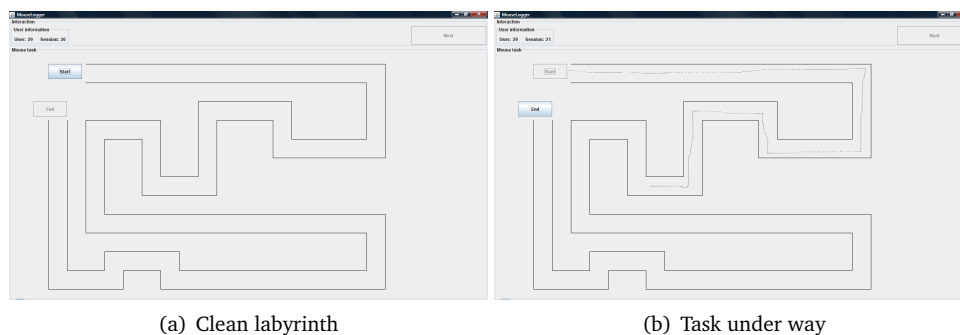 MouseLogger
Interaction
User information
User: 29 Session: 26
Next
Mouse task
Start
End
MouseLogger
Interaction
User information
User: 29 Session: 21
Next
Mouse task
Start
End
(a) Clean labyrinth
(b) Task under way